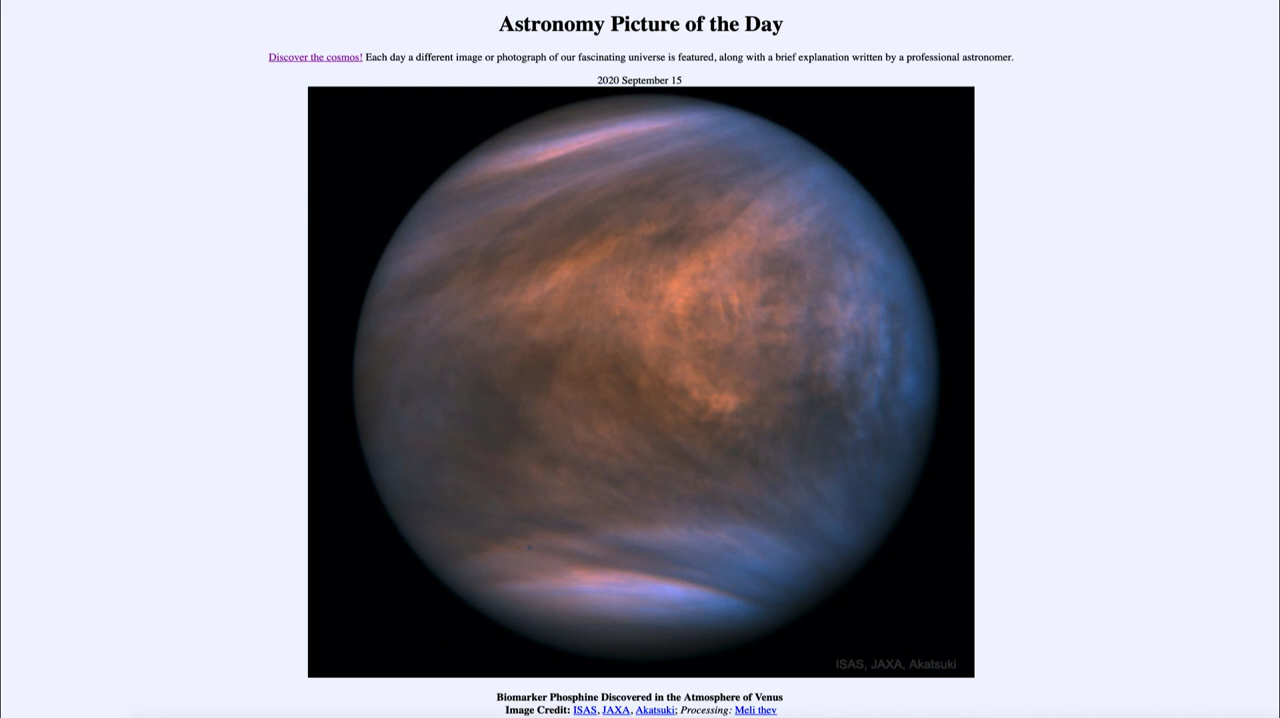 Astronomy Picture of the Day
Discover the cosmos! Each day a different image or photograph of our fascinating universe is featured, along with a brief explanation written by a professional astronomer.
2020 September 15
ISAS, JAXA, Akatsuki
Biomarker Phosphine Discovered in the Atmosphere of Venus
Image Credit: ISAS, JAXA, Akatsuki; Processing: Meli thev